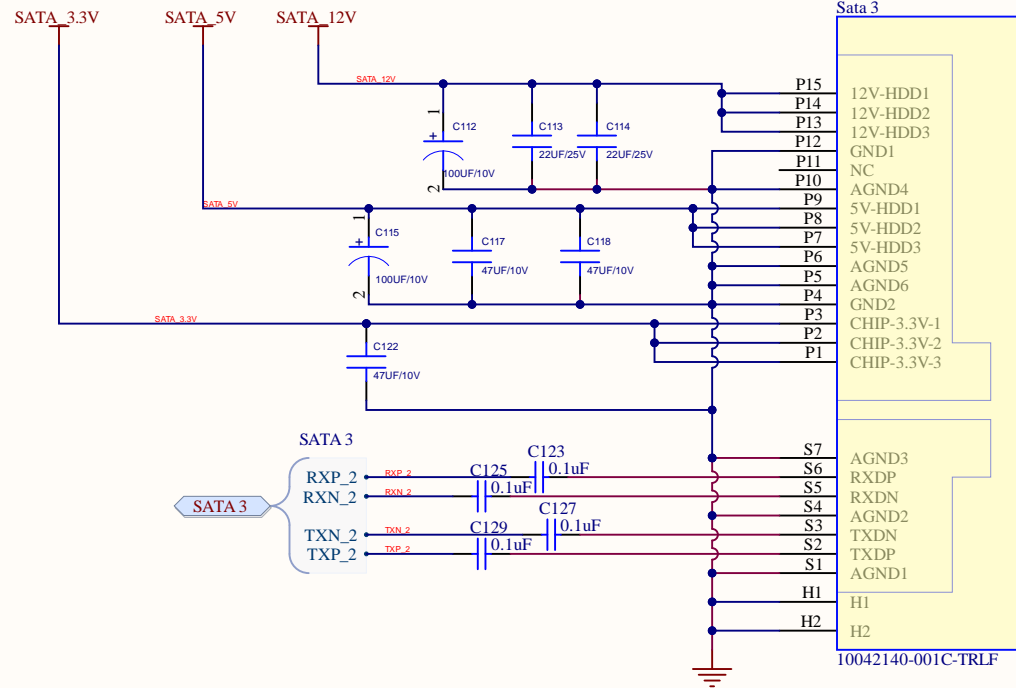 SATA_3.3V SATA_5V SATA_12V Sata 3
SATA_12V
P15 12V-HDD1
P14 12V-HDD2
P13 12V-HDD3
P12 GND1
P11 NC
P10 AGND4
P9 5V-HDD1
P8 5V-HDD2
P7 5V-HDD3
P6 AGND5
P5 AGND6
P4 GND2
P3 CHIP-3.3V-1
P2 CHIP-3.3V-2
P1 CHIP-3.3V-3
1
C112
100UF/10V
2
C113
22UF/25V
C114
22UF/25V
SATA_5V
1
C115
100UF/10V
2
C117
47UF/10V
C118
47UF/10V
SATA_3.3V
C122
47UF/10V
SATA 3
SATA 3
RXP_2 RXP_2
RXN_2 RXN_2
TXN_2 TXN_2
TXP_2 TXP_2
C123
0.1uF
C125
0.1uF
C127
0.1uF
C129
0.1uF
S7 AGND3
S6 RXDP
S5 RXDN
S4 AGND2
S3 TXDN
S2 TXDP
S1 AGND1
H1 H1
H2 H2
10042140-001C-TRLF